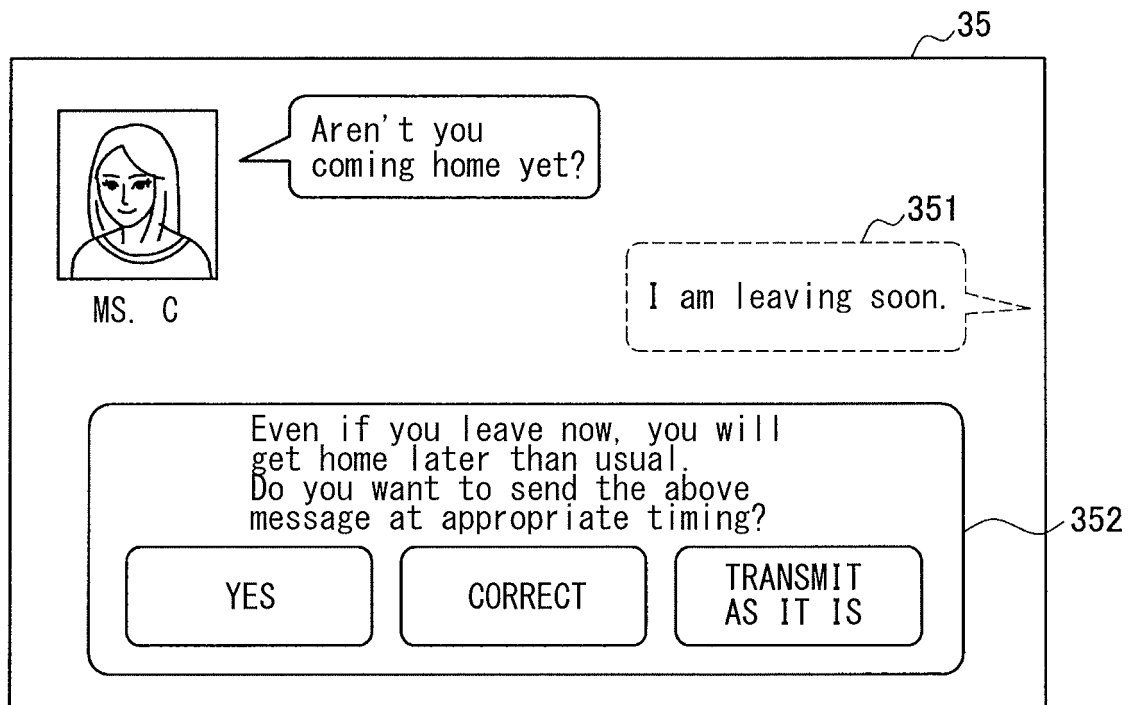 35
Aren't you
coming home yet?
MS. C
351
I am leaving soon.
Even if you leave now, you will
get home later than usual.
Do you want to send the above
message at appropriate timing?
352
YES
CORRECT
TRANSMIT
AS IT IS